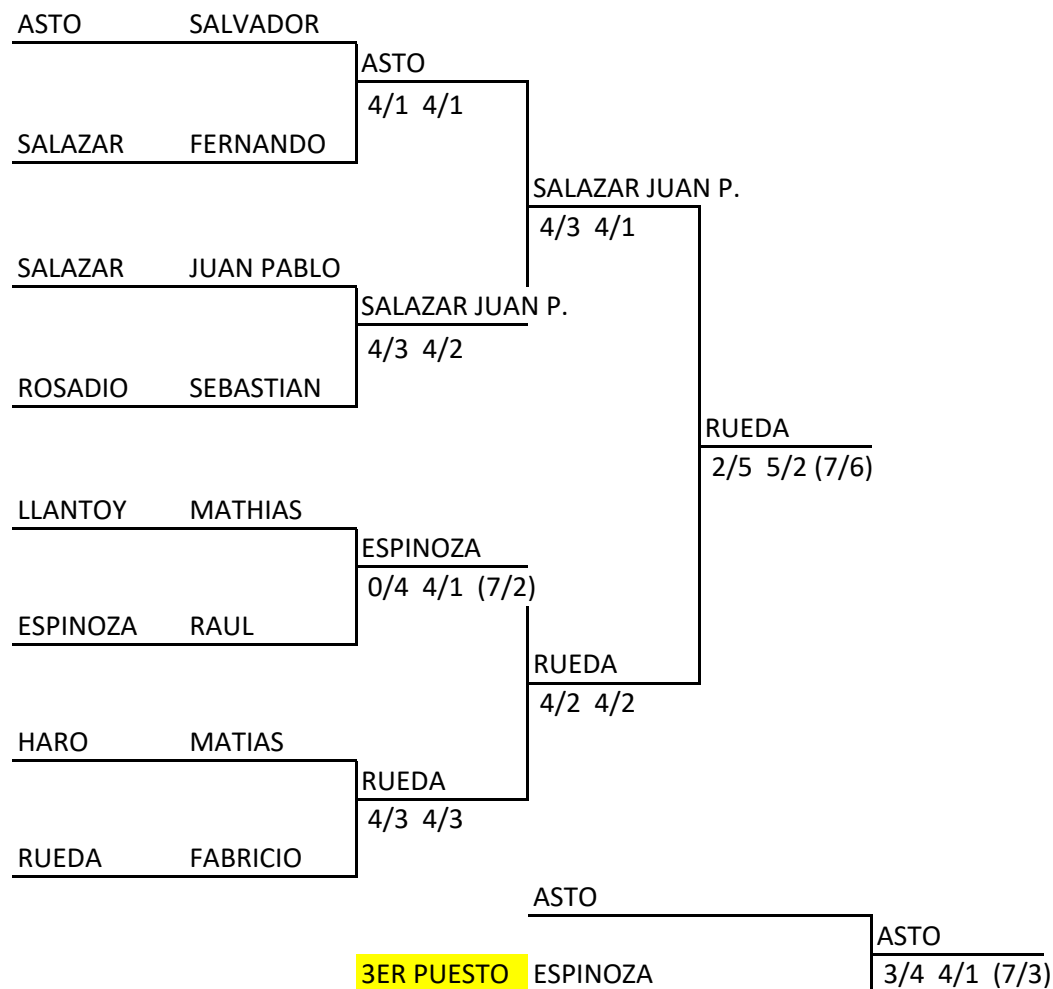 ASTO SALVADOR
ASTO
4/1 4/1
SALAZAR FERNANDO
SALAZAR JUAN P.
4/3 4/1
SALAZAR JUAN PABLO
SALAZAR JUAN P.
4/3 4/2
ROSADIO SEBASTIAN
RUEDA
2/5 5/2 (7/6)
LLANTOY MATHIAS
ESPINOZA
0/4 4/1 (7/2)
ESPINOZA RAUL
RUEDA
4/2 4/2
HARO MATIAS
RUEDA
4/3 4/3
RUEDA FABRICIO
ASTO
ASTO
3ER PUESTO ESPINOZA 3/4 4/1 (7/3)